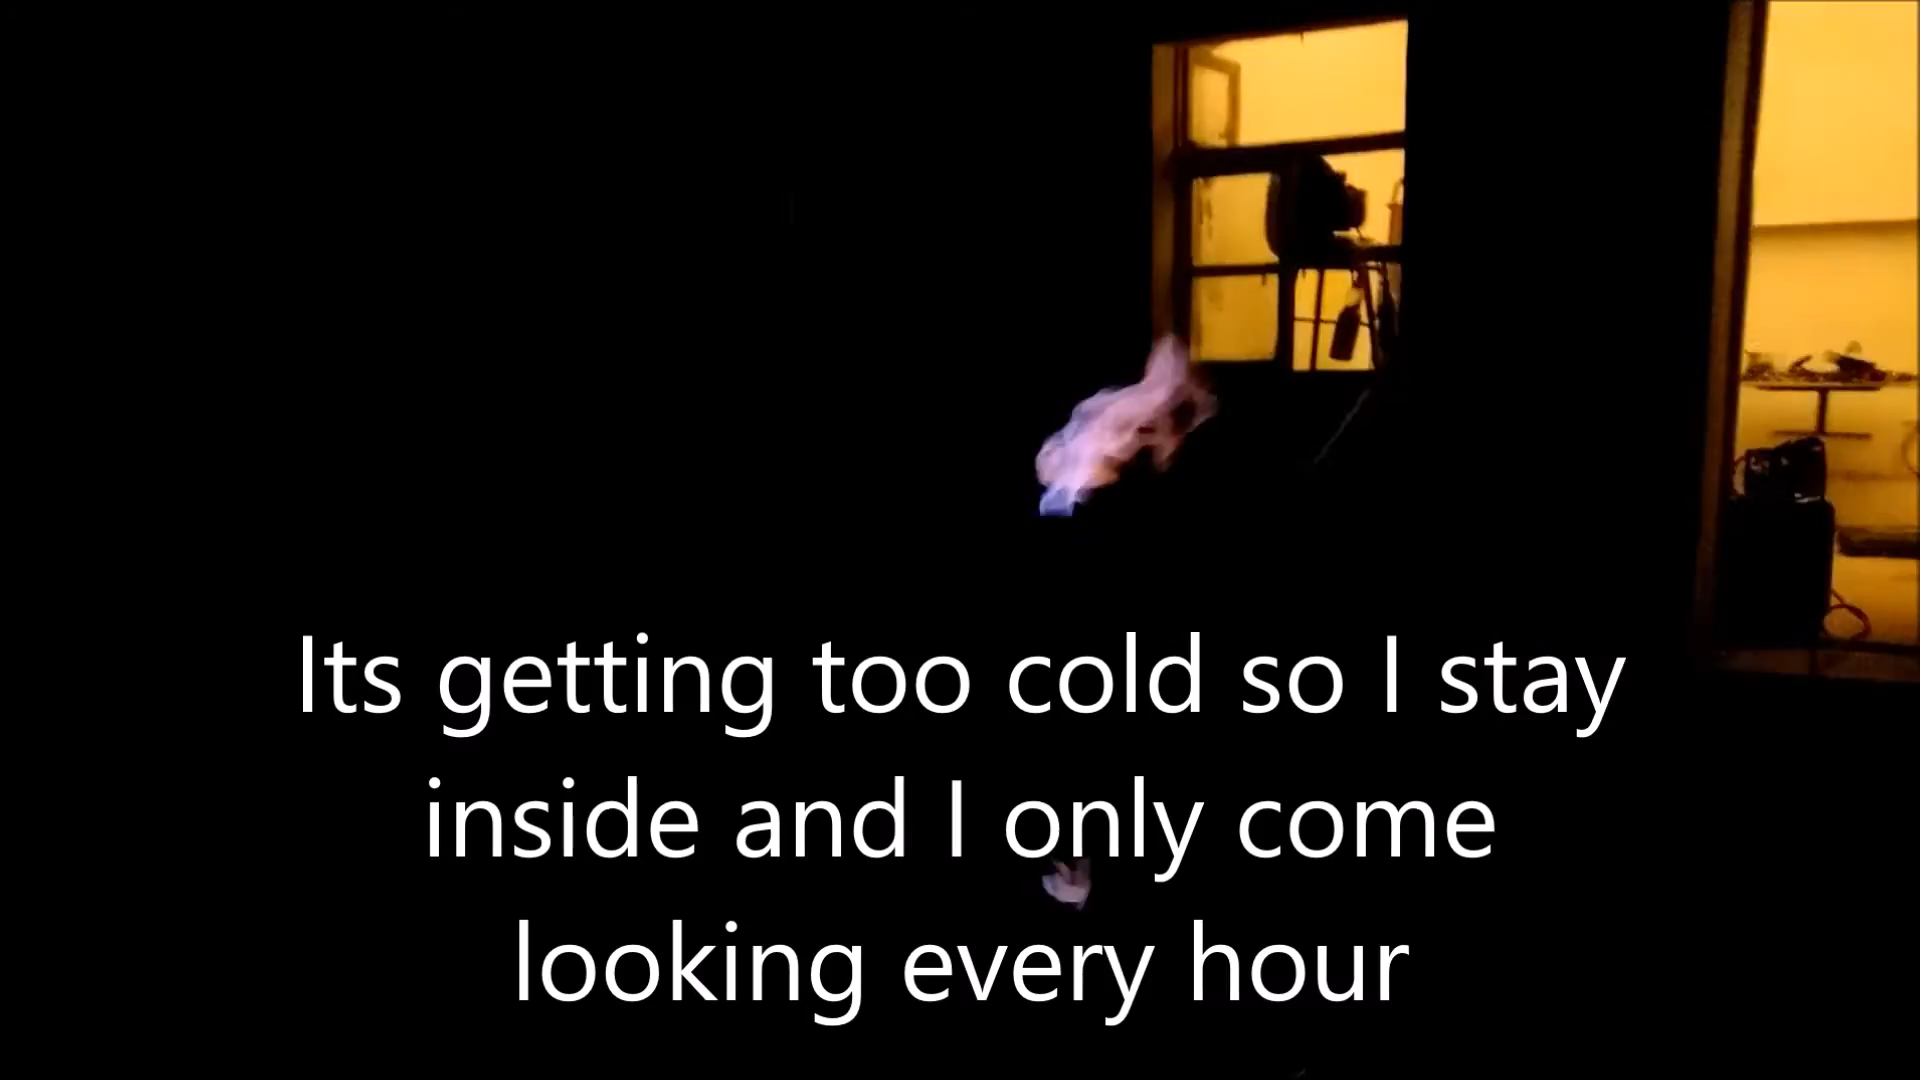 Its getting too cold so I stay
inside and I only come
looking every hour